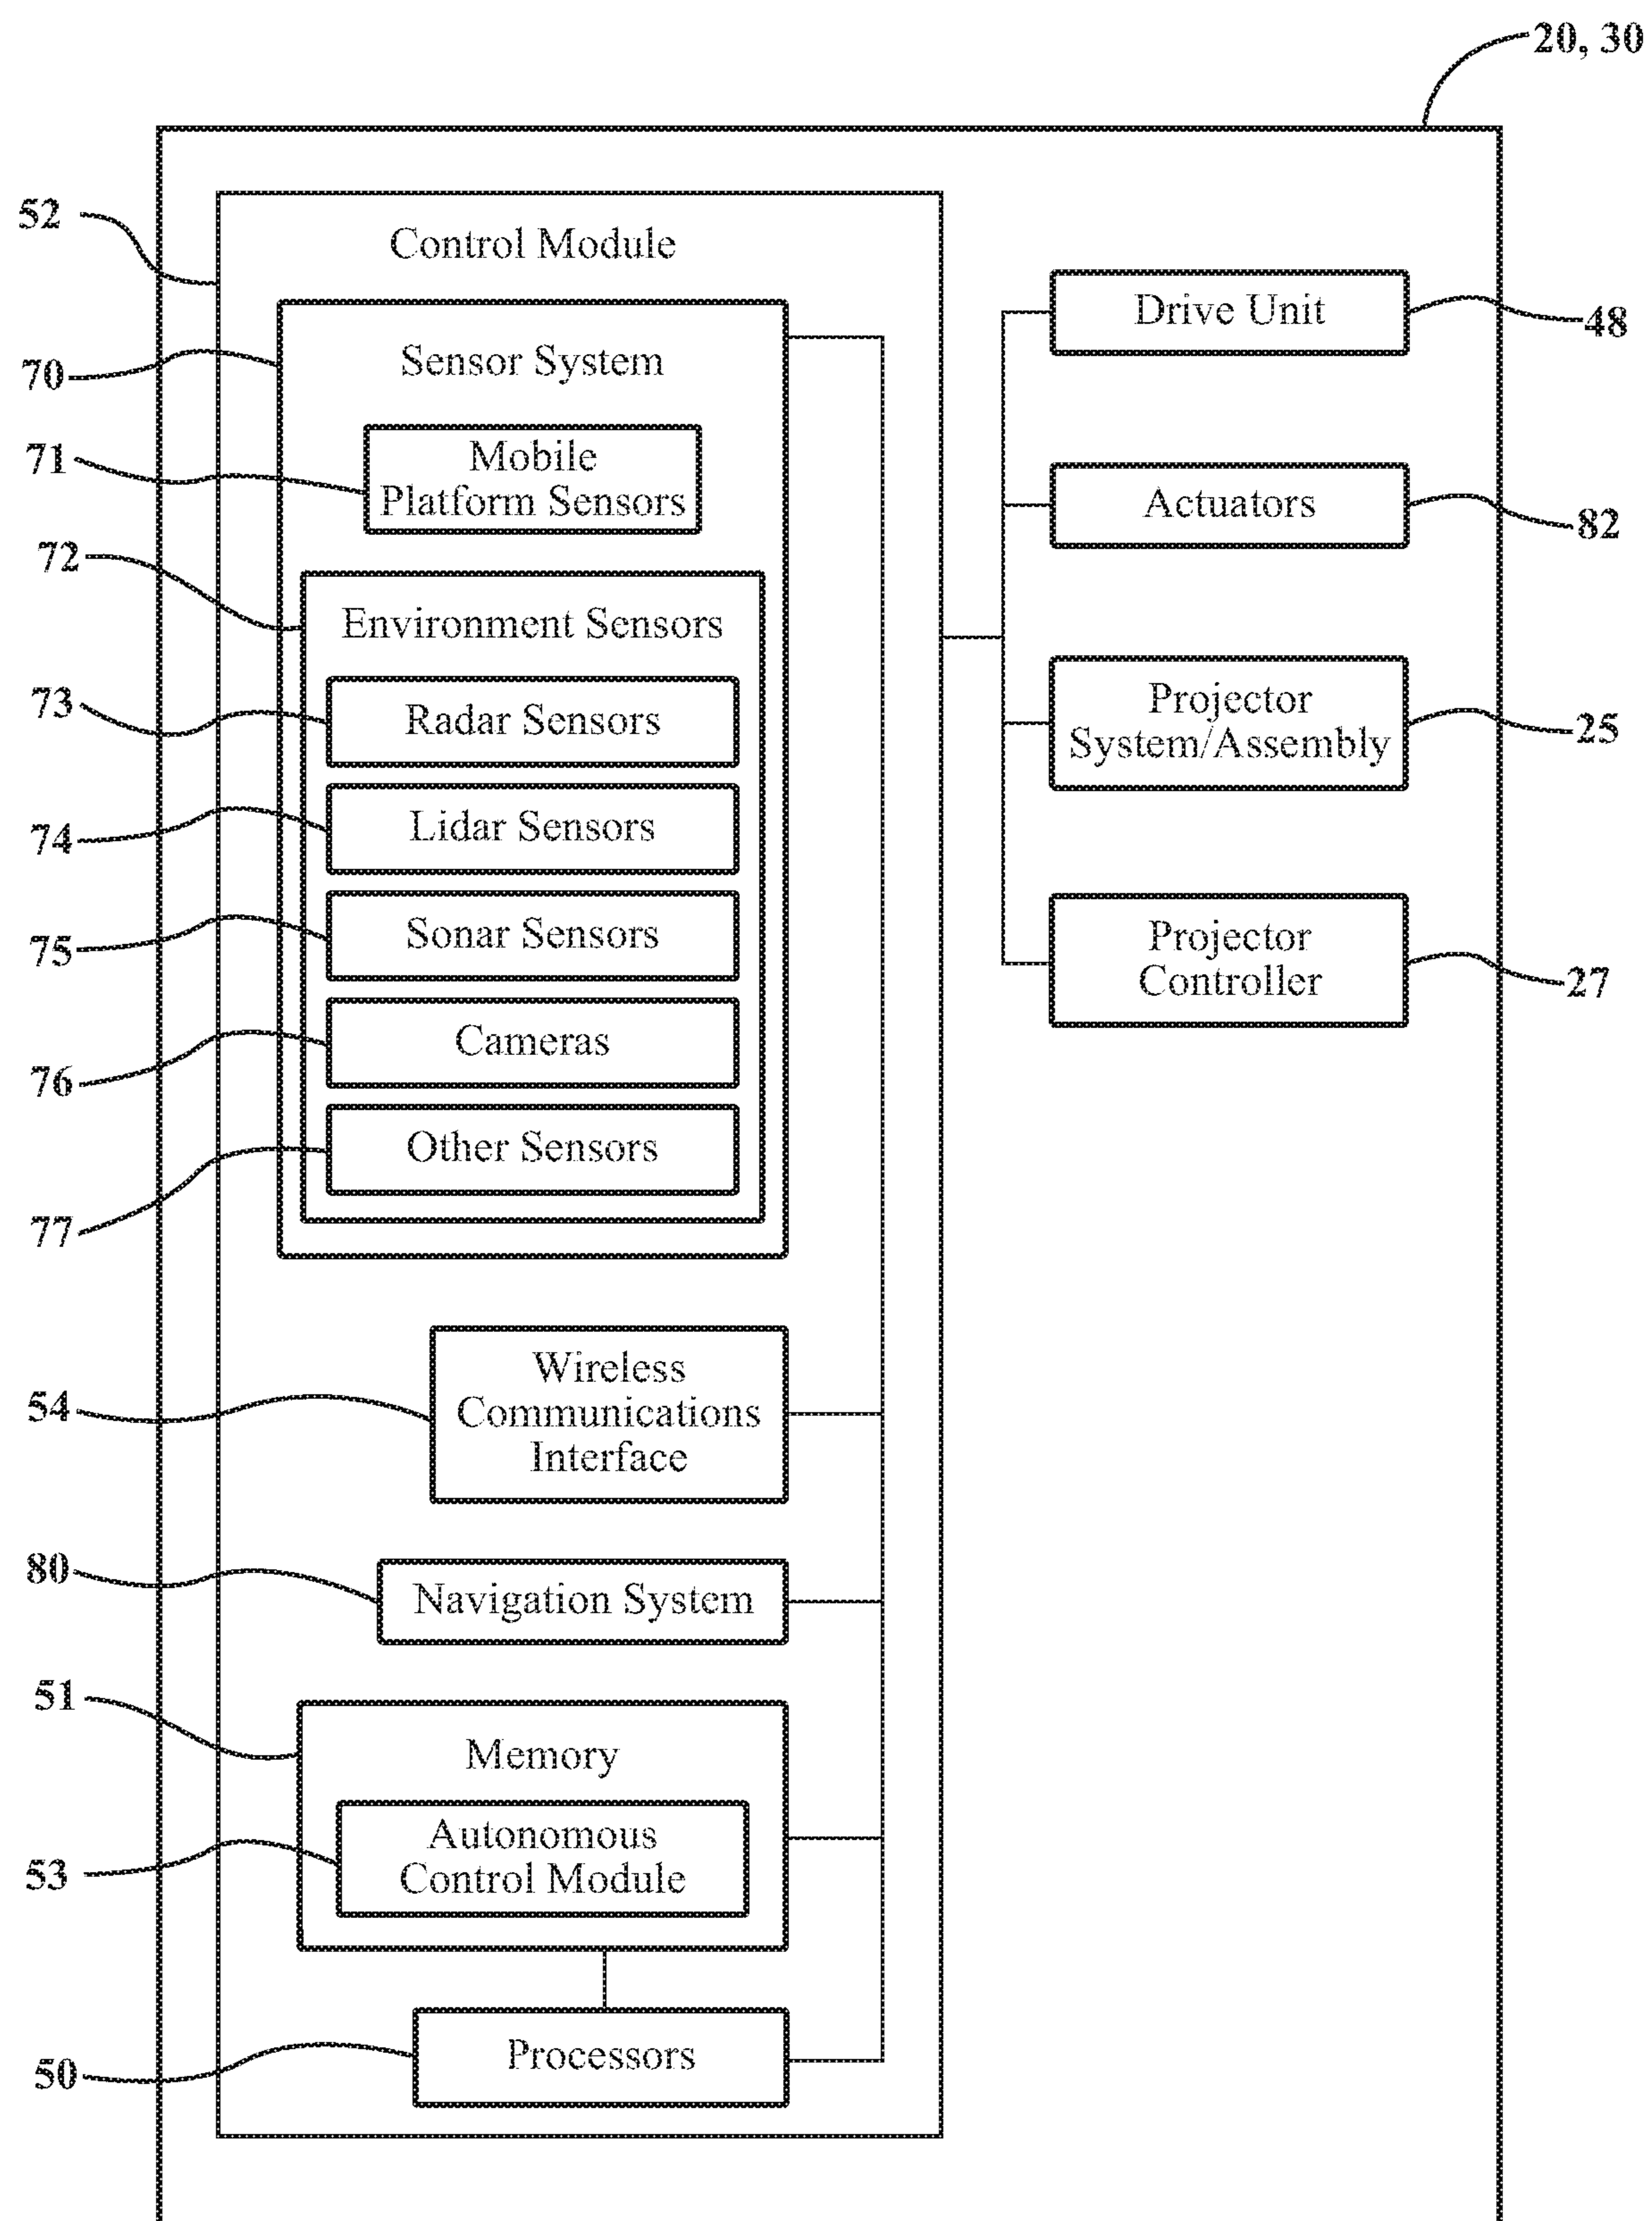 20, 30
52
Control Module
70
Sensor System
71
Mobile
Platform Sensors
72
Environment Sensors
73
Radar Sensors
74
Lidar Sensors
75
Sonar Sensors
76
Cameras
77
Other Sensors
54
Wireless
Communications
Interface
80
Navigation System
51
Memory
53
Autonomous
Control Module
50
Processors
Drive Unit
48
Actuators
82
Projector
System/Assembly
25
Projector
Controller
27